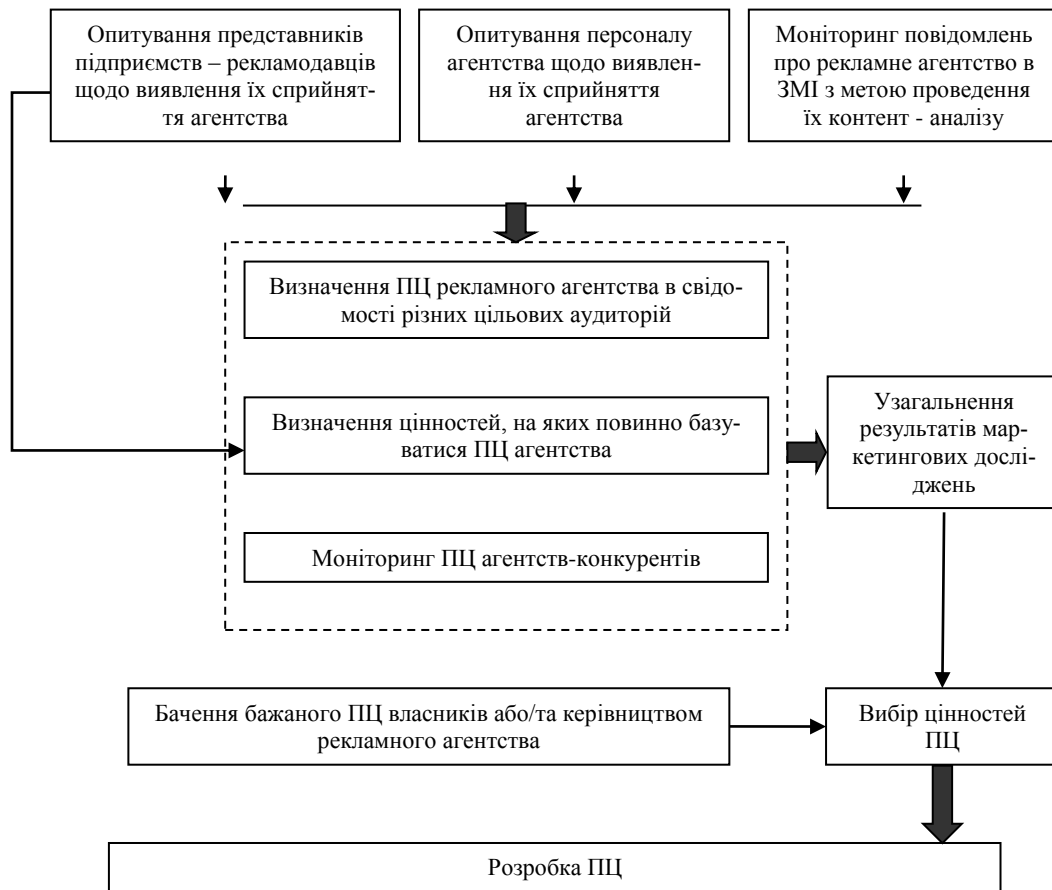 Опитування представників
підприємств – рекламодавців
щодо виявлення їх сприйнят-
тя агентства
Опитування персоналу
агентства щодо виявлен-
ня їх сприйняття
агентства
Моніторинг повідомлень
про рекламне агентство в
ЗМІ з метою проведення
їх контент - аналізу
Визначення ПЦ рекламного агентства в свідо-
мості різних цільових аудиторій
Визначення цінностей, на яких повинно базу-
ватися ПЦ агентства
Моніторинг ПЦ агентств-конкурентів
Узагальнення
результатів мар-
кетингових дослі-
джень
Бачення бажаного ПЦ власників або/та керівництвом
рекламного агентства
Вибір цінностей
ПЦ
Розробка ПЦ